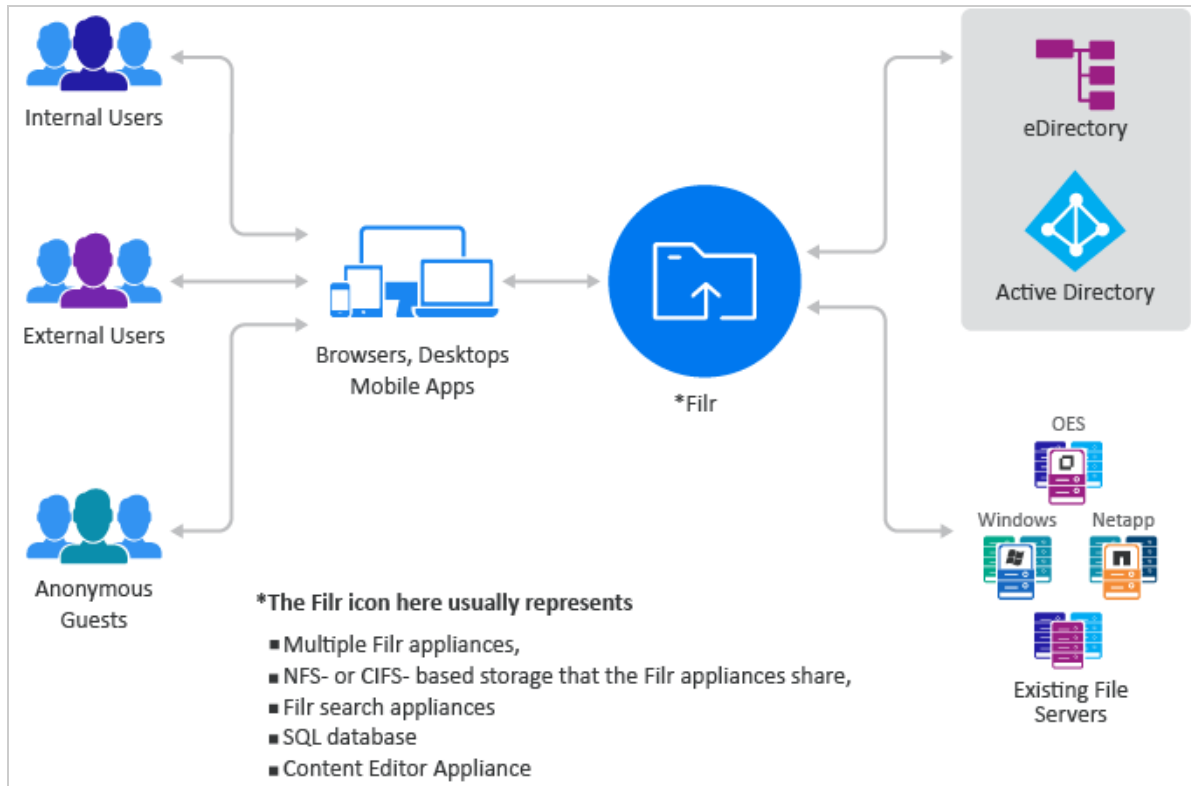 Internal Users
External Users
Anonymous
Guests
Browsers, Desktops
Mobile Apps
*Filr
eDirectory
Active Directory
OES
Windows
Netapp
Existing File
Servers
*The Filr icon here usually represents
■ Multiple Filr appliances,
■ NFS- or CIFS- based storage that the Filr appliances share,
■ Filr search appliances
■ SQL database
■ Content Editor Appliance